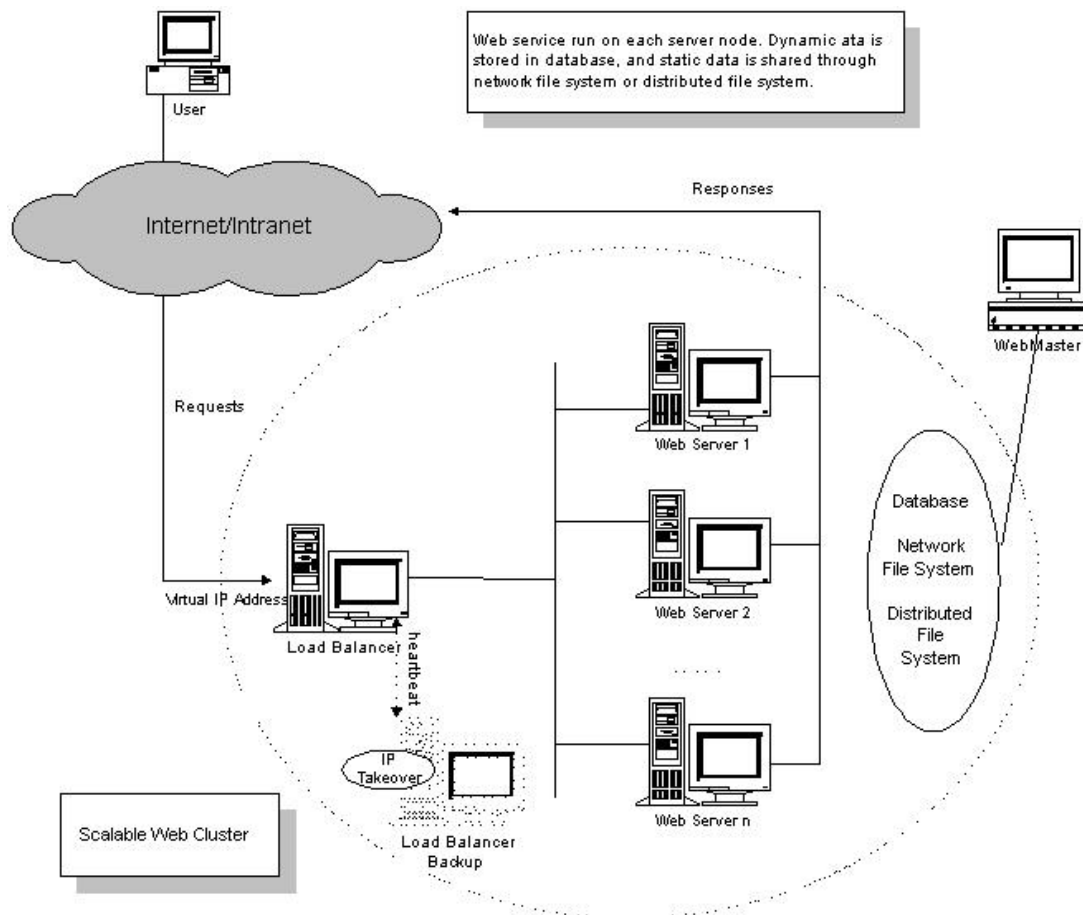 Web service run on each server node. Dynamic ata is
stored in database, and static data is shared through
network file system or distributed file system.
User
Internet/Intranet
Responses
WebMaster
Requests
Web Server 1
Virtual IP Address
Load Balancer
heartbeat
Web Server 2
Database
Network
File System
Distributed
File
System
......
IP
Takeover
Load Balancer
Backup
Web Server n
Scalable Web Cluster